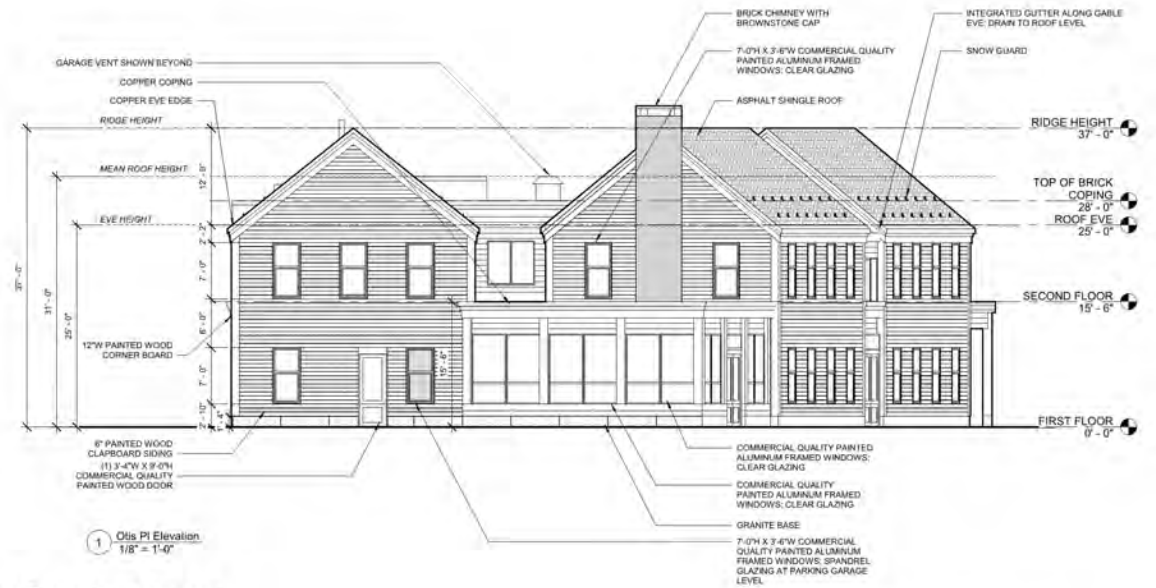 BRICK CHIMNEY WITH
BROWNSTONE CAP
7'-0"H X 3'-6"W COMMERCIAL QUALITY
PAINTED ALUMINUM FRAMED
WINDOWS; CLEAR GLAZING
ASPHALT SHINGLE ROOF
INTEGRATED GUTTER ALONG GABLE
EVE; DRAIN TO ROOF LEVEL
SNOW GUARD
GARAGE VENT SHOWN BEYOND
COPPER COPING
COPPER EVE EDGE
RIDGE HEIGHT
MEAN ROOF HEIGHT
EVE HEIGHT
37'-0"
31'-0"
25'-0"
2'-2"
7'-0"
6'-0"
7'-0"
2'-10"
1'-4"
15'-6"
RIDGE HEIGHT
37' - 0"
TOP OF BRICK
COPING
28' - 0"
ROOF EVE
25' - 0"
SECOND FLOOR
15' - 6"
FIRST FLOOR
0' - 0"
12"W PAINTED WOOD
CORNER BOARD
6" PAINTED WOOD
CLAPBOARD SIDING
(1) 3'-4"W X 9'-0"H
COMMERCIAL QUALITY
PAINTED WOOD DOOR
COMMERCIAL QUALITY PAINTED
ALUMINUM FRAMED WINDOWS;
CLEAR GLAZING
COMMERCIAL QUALITY
PAINTED ALUMINUM FRAMED
WINDOWS; CLEAR GLAZING
GRANITE BASE
7'-0"H X 3'-6"W COMMERCIAL
QUALITY PAINTED ALUMINUM
FRAMED WINDOWS; SPANDREL
GLAZING AT PARKING GARAGE
LEVEL
1 Otis Pl Elevation
1/8" = 1'-0"